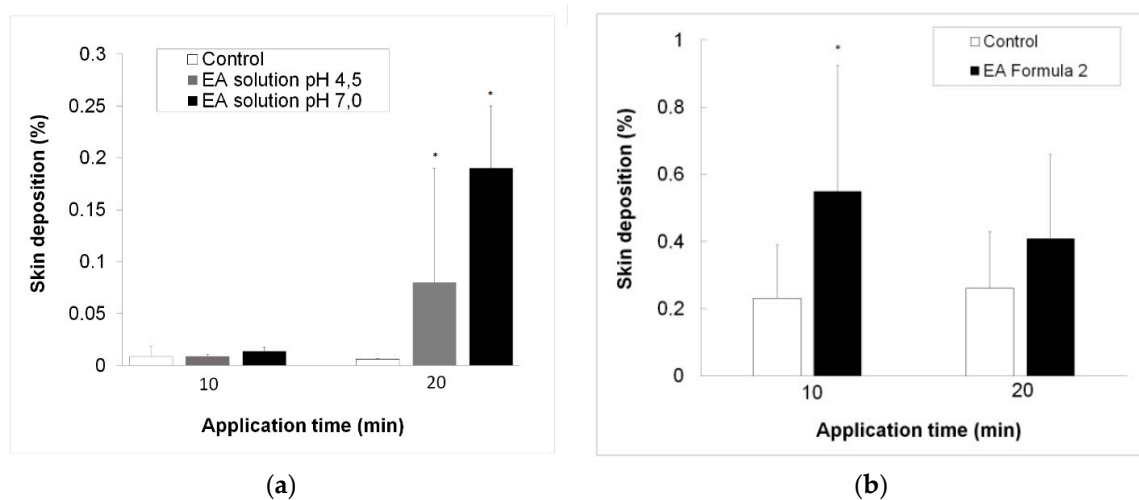 0.3
Control
EA solution pH 4,5
EA solution pH 7,0
0.25
0.2
0.15
0.1
0.05
0
Skin deposition (%)
*
*
10
20
Application time (min)
(a)
1
Control
EA Formula 2
0.8
0.6
0.4
0.2
0
Skin deposition (%)
*
10
20
Application time (min)
(b)